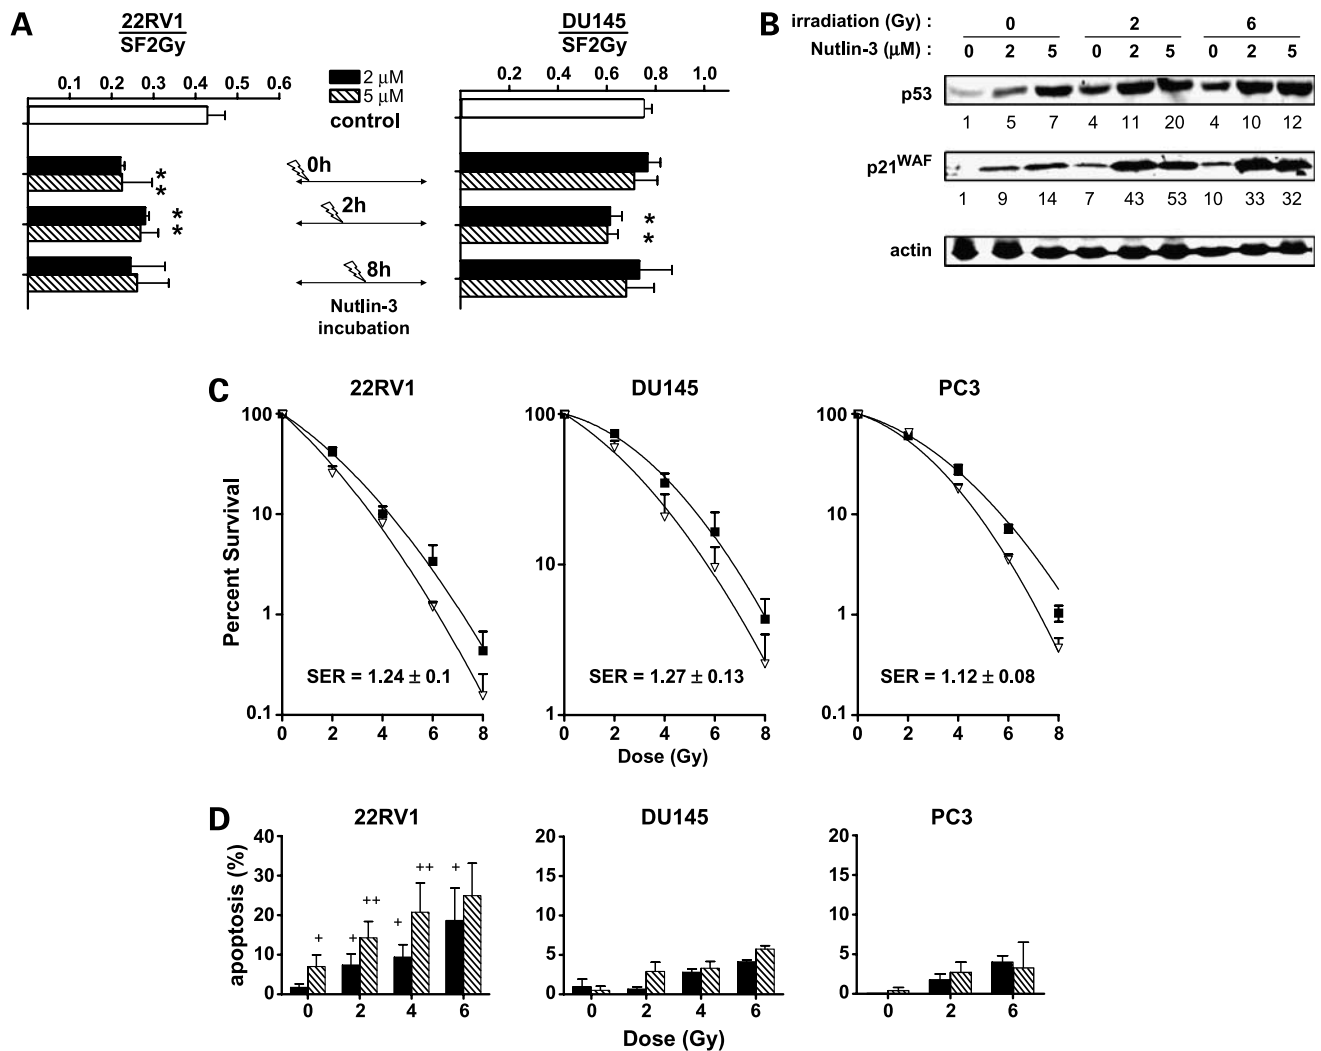 A
22RV1
SF2Gy
0.1 0.2 0.3 0.4 0.5 0.6
2 μM
5 μM
control
DU145
SF2Gy
0.2 0.4 0.6 0.8 1.0
* *
* *
0h
2h
8h
Nutlin-3
incubation
* *
B
irradiation (Gy) : 0 2 6
Nutlin-3 (μM) : 0 2 5 0 2 5 0 2 5
p53
1 5 7 4 11 20 4 10 12
p21WAF
1 9 14 7 43 53 10 33 32
actin
C
22RV1 DU145 PC3
Percent Survival
100
10
1
0.1
SER = 1.24 ± 0.1
0 2 4 6 8
100
10
1
SER = 1.27 ± 0.13
0 2 4 6 8
100
10
1
0.1
SER = 1.12 ± 0.08
0 2 4 6 8
Dose (Gy)
D
22RV1 DU145 PC3
apoptosis (%)
40
30
20
10
0
+ + ++ + ++ +
0 2 4 6
20
15
10
5
0
0 2 4 6
20
15
10
5
0
0 2 6
Dose (Gy)